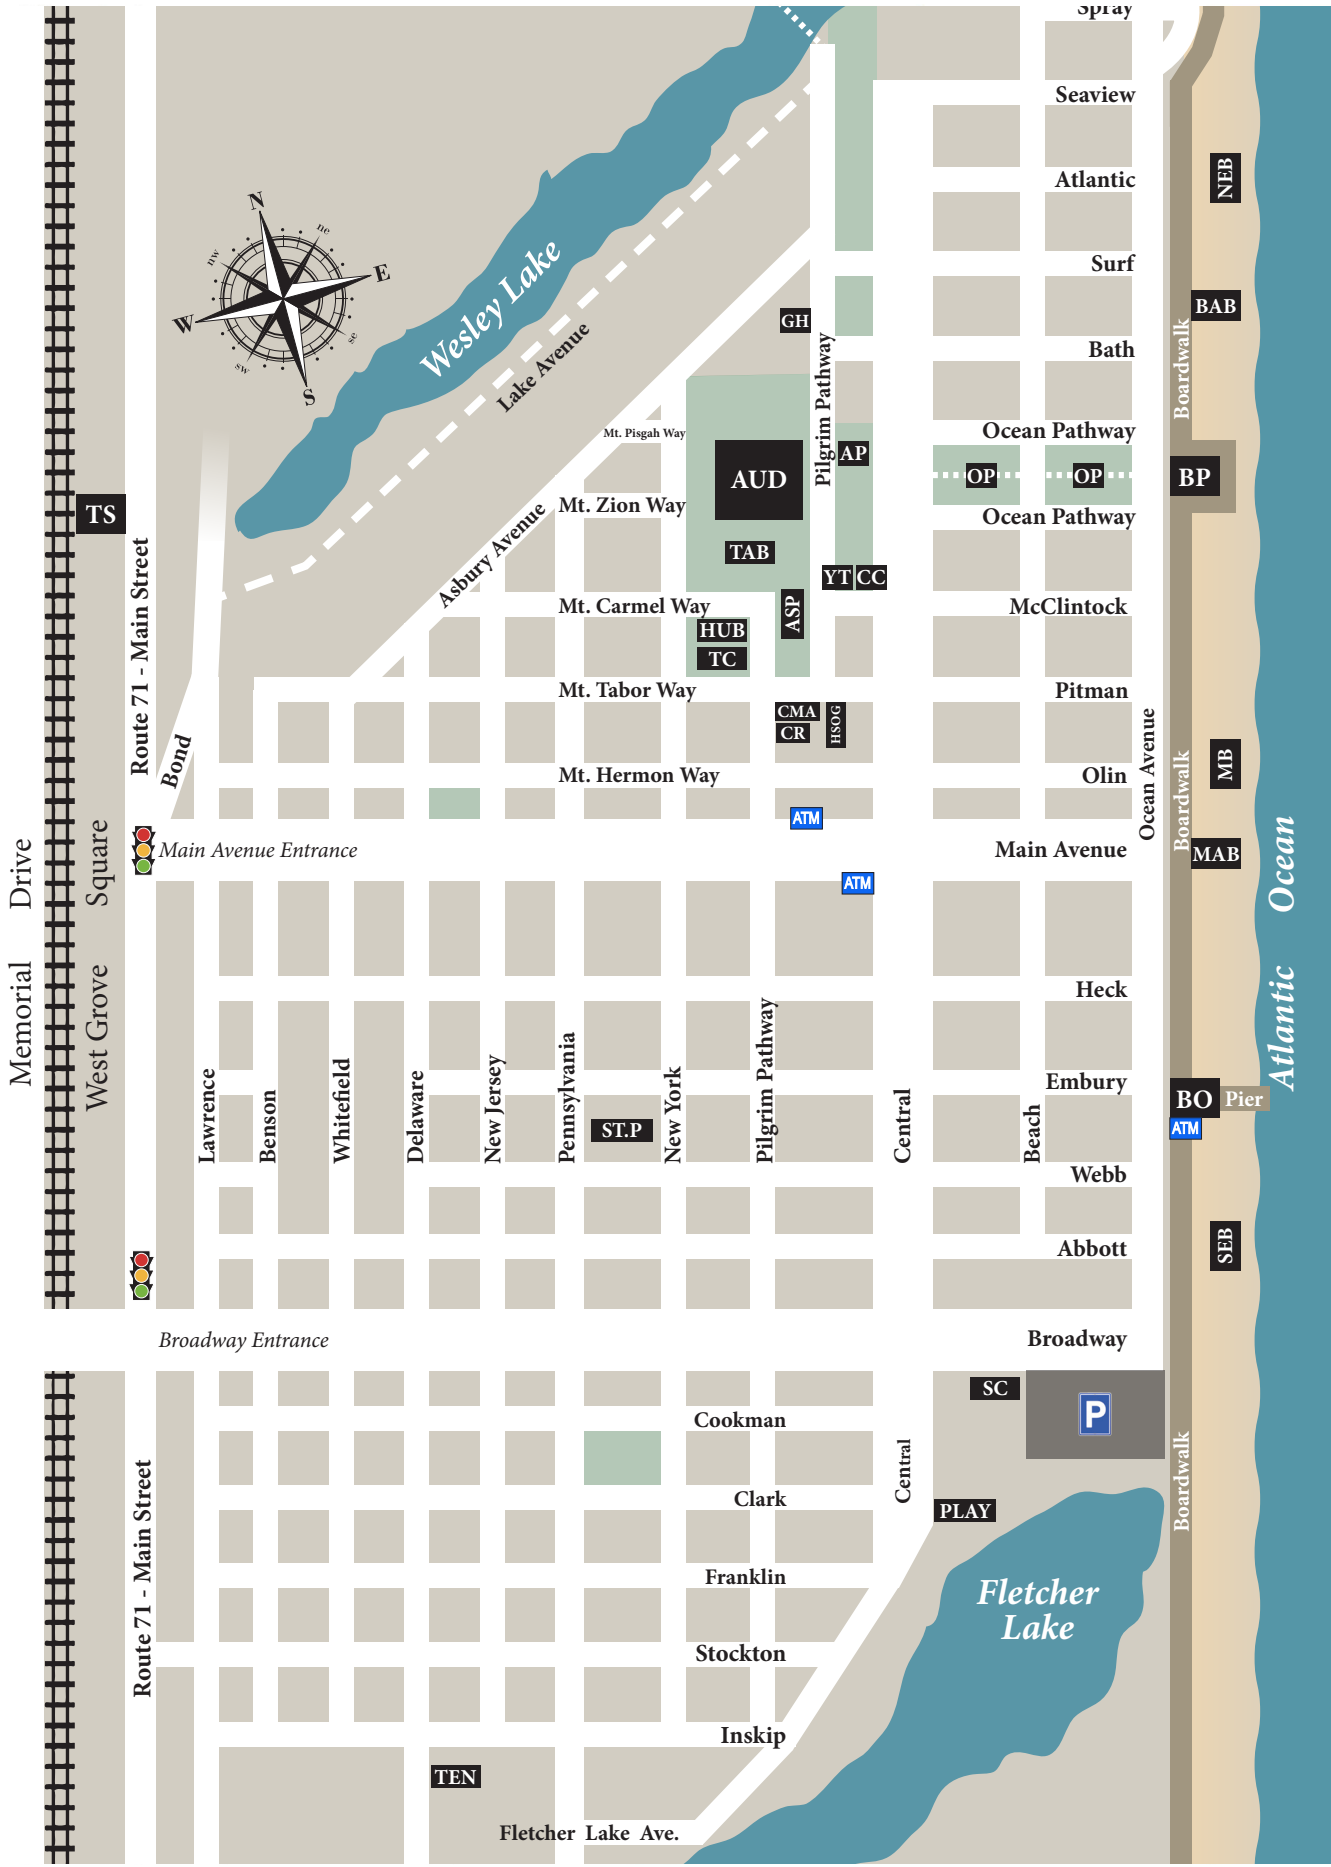 Spray
Seaview
NEB
Atlantic
N
ne
nw
E
W
se
sw
S
Wesley Lake
Surf
BAB
GH
Lake Avenue
Bath
Pilgrim Pathway
Boardwalk
Mt. Pisgah Way
Ocean Pathway
AP
AUD
OP
OP
BP
Mt. Zion Way
TS
Ocean Pathway
Asbury Avenue
TAB
YT
CC
Mt. Carmel Way
ASP
McClintock
HUB
TC
Route 71 - Main Street
Mt. Tabor Way
Pitman
CMA
CR
HSOG
Bond
Mt. Hermon Way
Olin
Ocean Avenue
Boardwalk
MB
ATM
Main Avenue Entrance
Main Avenue
MAB
ATM
Memorial Drive
West Grove Square
Atlantic Ocean
Heck
Embury
Lawrence
Benson
Whitefield
Delaware
New Jersey
Pennsylvania
ST.P
New York
Pilgrim Pathway
Central
Beach
BO
Pier
ATM
Webb
Abbott
SEB
Broadway Entrance
Broadway
SC
P
Cookman
Central
Boardwalk
Clark
PLAY
Route 71 - Main Street
Franklin
Fletcher
Lake
Stockton
Inskip
TEN
Fletcher Lake Ave.